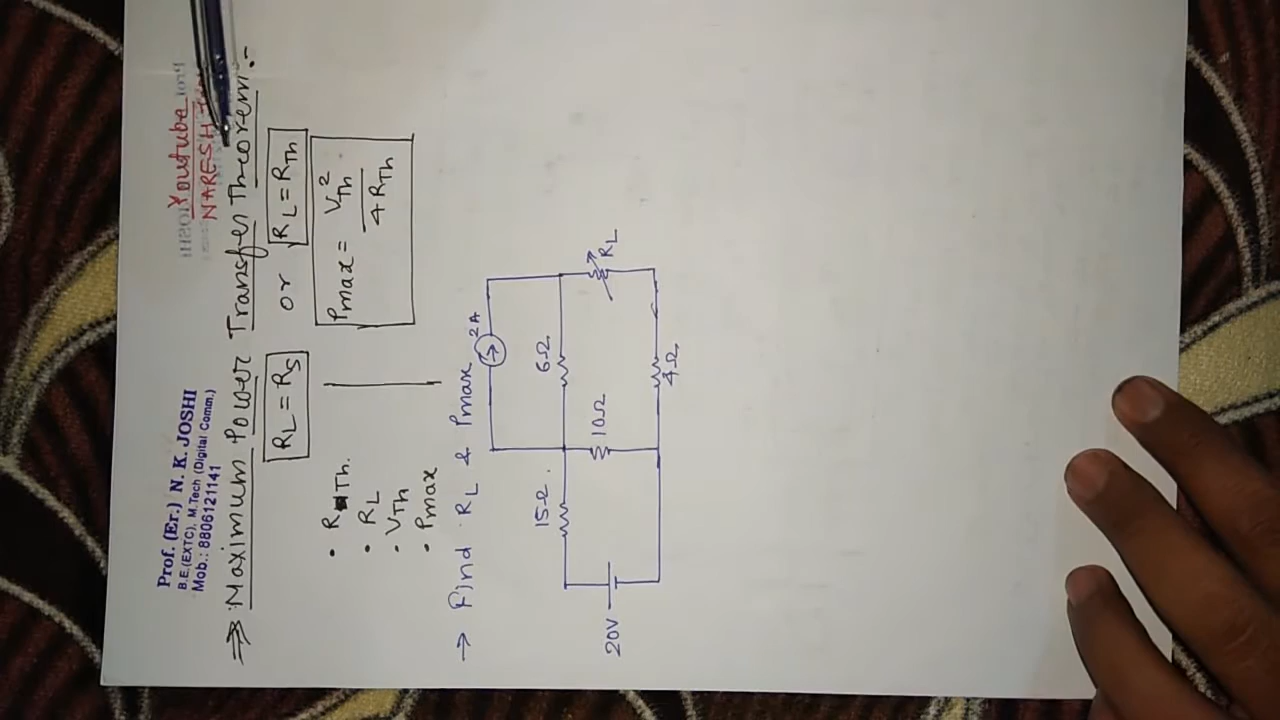 Prof. (Er.) N. K. JOSHI
B.E.(EXTC), M.Tech (Digital Comm.)
Mob.: 8806121141
Youtube
NARESH
⇒ Maximum Power Transfer Theorem:-
RL = RS or RL = RTh
• RTh.
• RL
• VTh
• Pmax
Pmax = VTh² / 4RTh
→ Find RL & Pmax
2A
15Ω.
6Ω
10Ω
RL
20V
4Ω